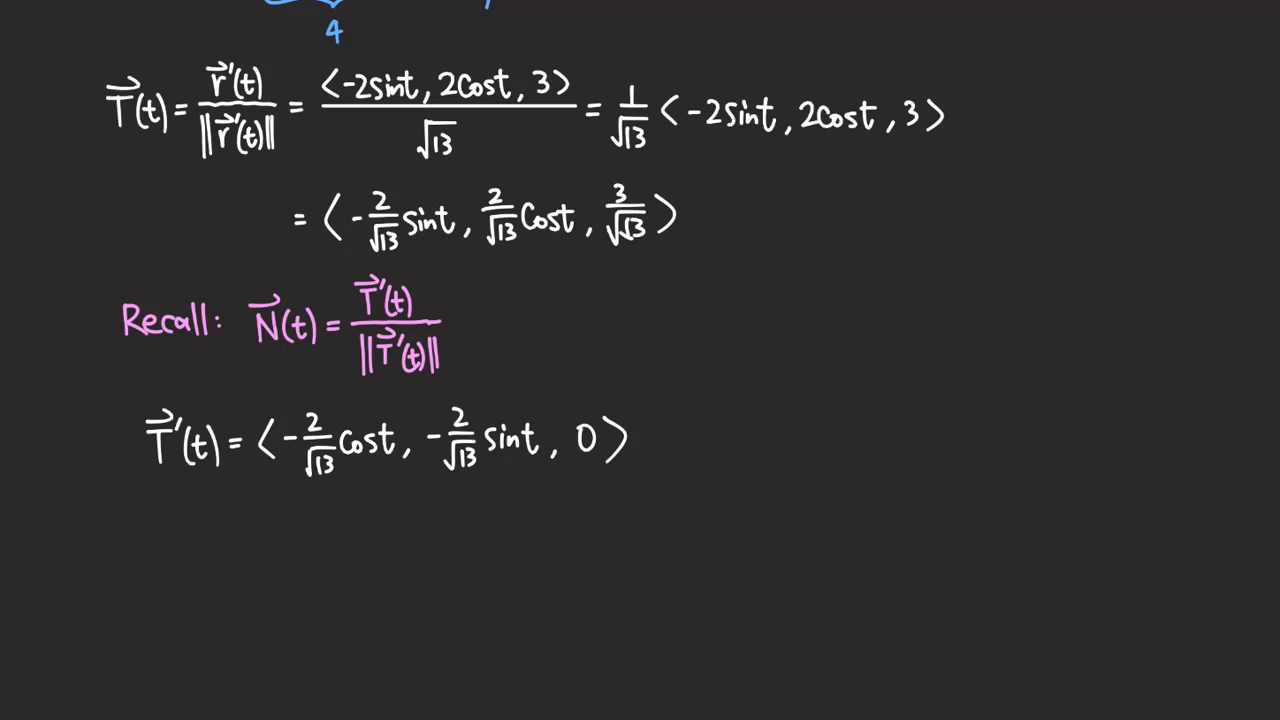 4
T⃗(t) = r⃗'(t) / ||r⃗'(t)|| = <-2sint, 2cost, 3> / √13 = 1/√13 <-2sint, 2cost, 3>
= <-2/√13 sint, 2/√13 cost, 3/√13>
Recall: N⃗(t) = T⃗'(t) / ||T⃗'(t)||
T⃗'(t) = <-2/√13 cost, -2/√13 sint, 0>